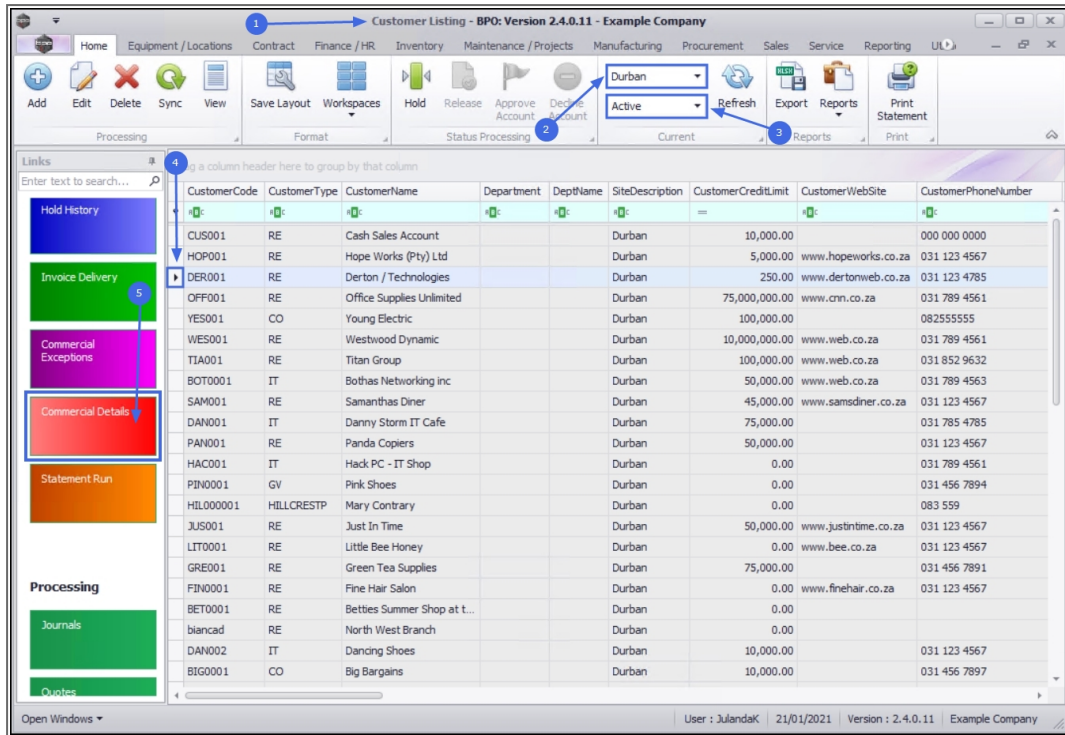 1
Customer Listing - BPO: Version 2.4.0.11 - Example Company
Home Equipment / Locations Contract Finance / HR Inventory Maintenance / Projects Manufacturing Procurement Sales Service Reporting
Add Edit Delete Sync View Save Layout Workspaces Hold Release Approve Account Decline Account Durban Active Refresh Export Reports Print Statement
2
3
Processing Format Status Processing Current Reports Print
Links
4
a column header here to group by that column
Enter text to search...
CustomerCode CustomerType CustomerName Department DeptName SiteDescription CustomerCreditLimit CustomerWebSite CustomerPhoneNumber
=
CUS001 RE Cash Sales Account Durban 10,000.00 000 000 0000
HOP001 RE Hope Works (Pty) Ltd Durban 5,000.00 www.hopeworks.co.za 031 123 4567
DER001 RE Derton / Technologies Durban 250.00 www.dertonweb.co.za 031 123 4785
OFF001 RE Office Supplies Unlimited Durban 75,000,000.00 www.cnn.co.za 031 789 4561
YES001 CO Young Electric Durban 100,000.00 082555555
WES001 RE Westwood Dynamic Durban 10,000,000.00 www.web.co.za 031 789 4561
TIA001 RE Titan Group Durban 100,000.00 www.web.co.za 031 852 9632
BOT0001 IT Bothas Networking inc Durban 50,000.00 www.web.co.za 031 789 4563
SAM001 RE Samanthas Diner Durban 45,000.00 www.samsdiner.co.za 031 123 4567
DAN001 IT Danny Storm IT Cafe Durban 75,000.00 031 785 4785
PAN001 RE Panda Copiers Durban 50,000.00 031 123 4567
HAC001 IT Hack PC - IT Shop Durban 0.00 031 789 4561
PIN0001 GV Pink Shoes Durban 0.00 031 456 7894
HIL000001 HILLCRESTP Mary Contrary Durban 0.00 083 559
JUS001 RE Just In Time Durban 50,000.00 www.justintime.co.za 031 123 4567
LIT0001 RE Little Bee Honey Durban 0.00 www.bee.co.za 031 123 4567
GRE001 RE Green Tea Supplies Durban 75,000.00 031 456 7891
FIN0001 RE Fine Hair Salon Durban 0.00 www.finehair.co.za 031 123 4567
BET0001 RE Betties Summer Shop at t... Durban 0.00
biancad RE North West Branch Durban 0.00
DAN002 IT Dancing Shoes Durban 10,000.00 031 123 4567
BIG0001 CO Big Bargains Durban 10,000.00 031 456 7897
Hold History
Invoice Delivery
5
Commercial Exceptions
Commercial Details
Statement Run
Processing
Journals
Quotes
Open Windows User : JulandaK 21/01/2021 Version : 2.4.0.11 Example Company